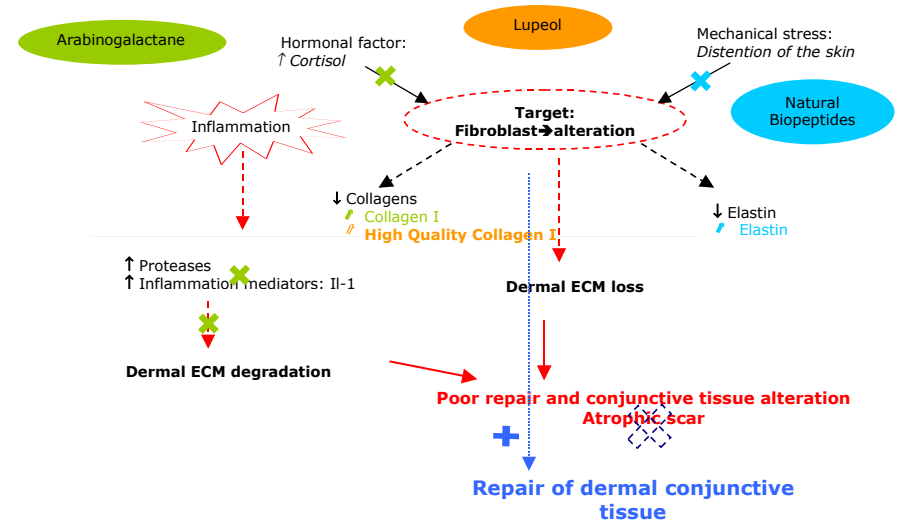 Arabinogalactane
Lupeol
Hormonal factor:
↑ Cortisol
Mechanical stress:
Distention of the skin
Natural
Biopeptides
Inflammation
Target:
Fibroblast➔alteration
↓ Collagens
Collagen I
High Quality Collagen I
↓ Elastin
Elastin
↑ Proteases
↑ Inflammation mediators: Il-1
Dermal ECM loss
Dermal ECM degradation
Poor repair and conjunctive tissue alteration
Atrophic scar
Repair of dermal conjunctive
tissue